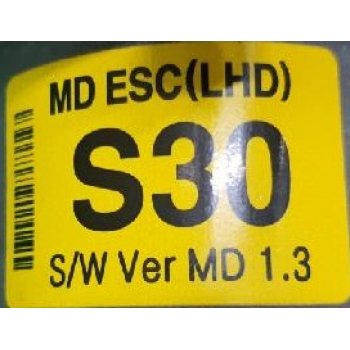 MD ESC(LHD)
S30
S/W Ver MD 1.3